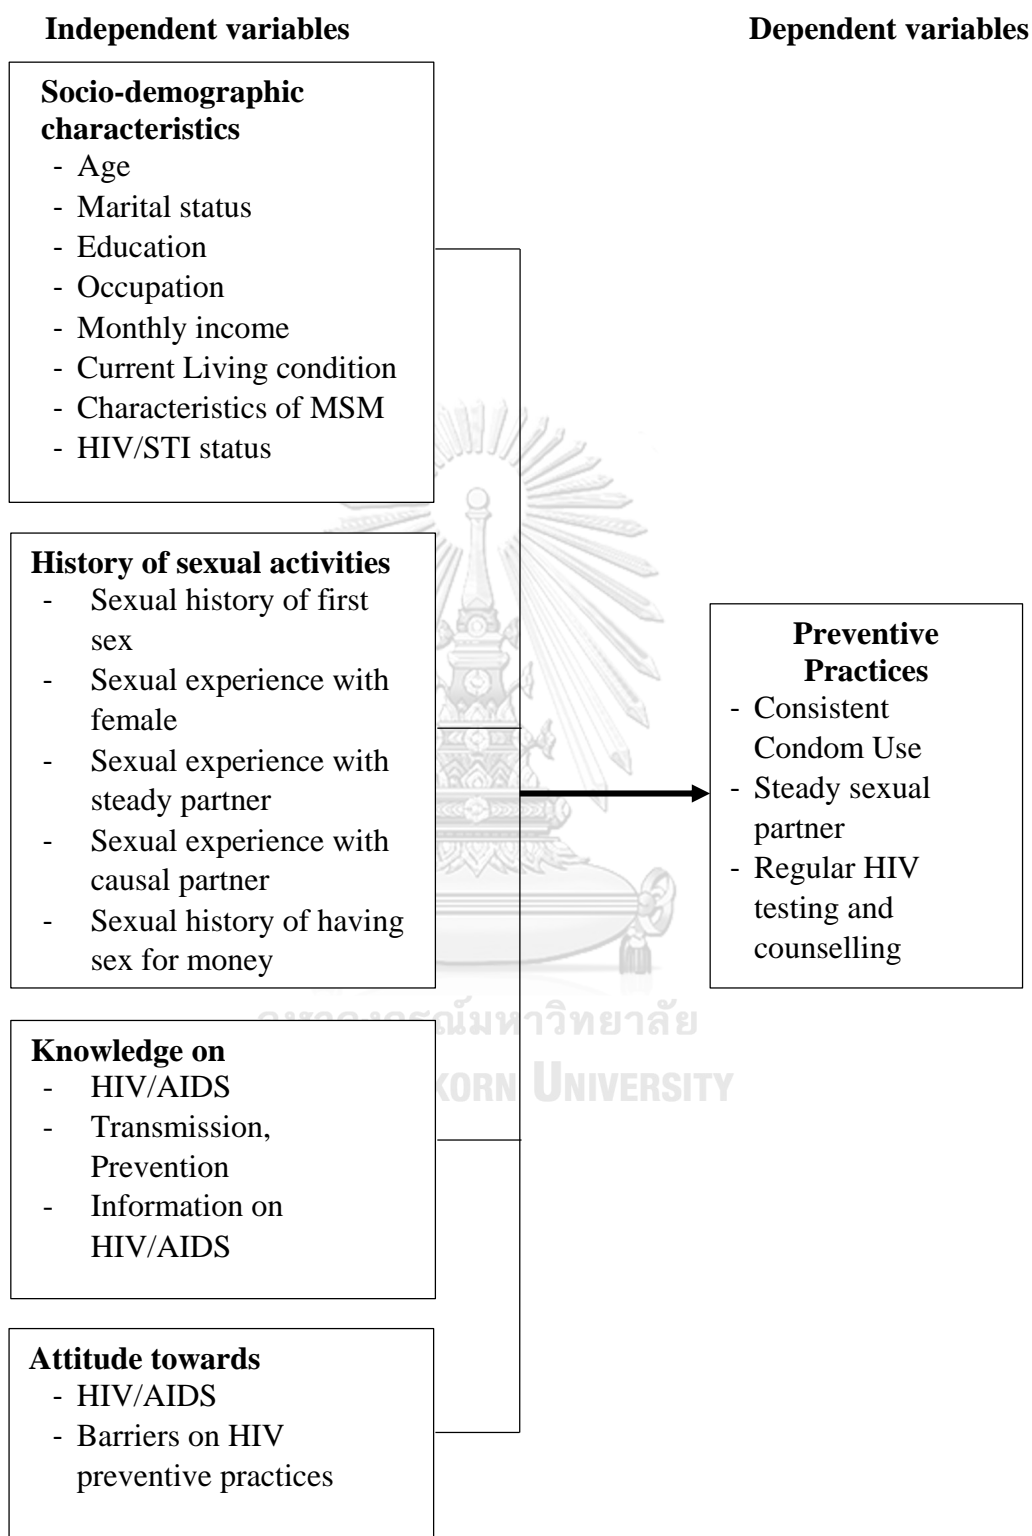 Independent variables
Dependent variables
Socio-demographic
characteristics
- Age
- Marital status
- Education
- Occupation
- Monthly income
- Current Living condition
- Characteristics of MSM
- HIV/STI status
History of sexual activities
- Sexual history of first
sex
- Sexual experience with
female
- Sexual experience with
steady partner
- Sexual experience with
causal partner
- Sexual history of having
sex for money
Knowledge on
- HIV/AIDS
- Transmission,
Prevention
- Information on
HIV/AIDS
Attitude towards
- HIV/AIDS
- Barriers on HIV
preventive practices
Preventive
Practices
- Consistent
Condom Use
- Steady sexual
partner
- Regular HIV
testing and
counselling
UNIVERSITY